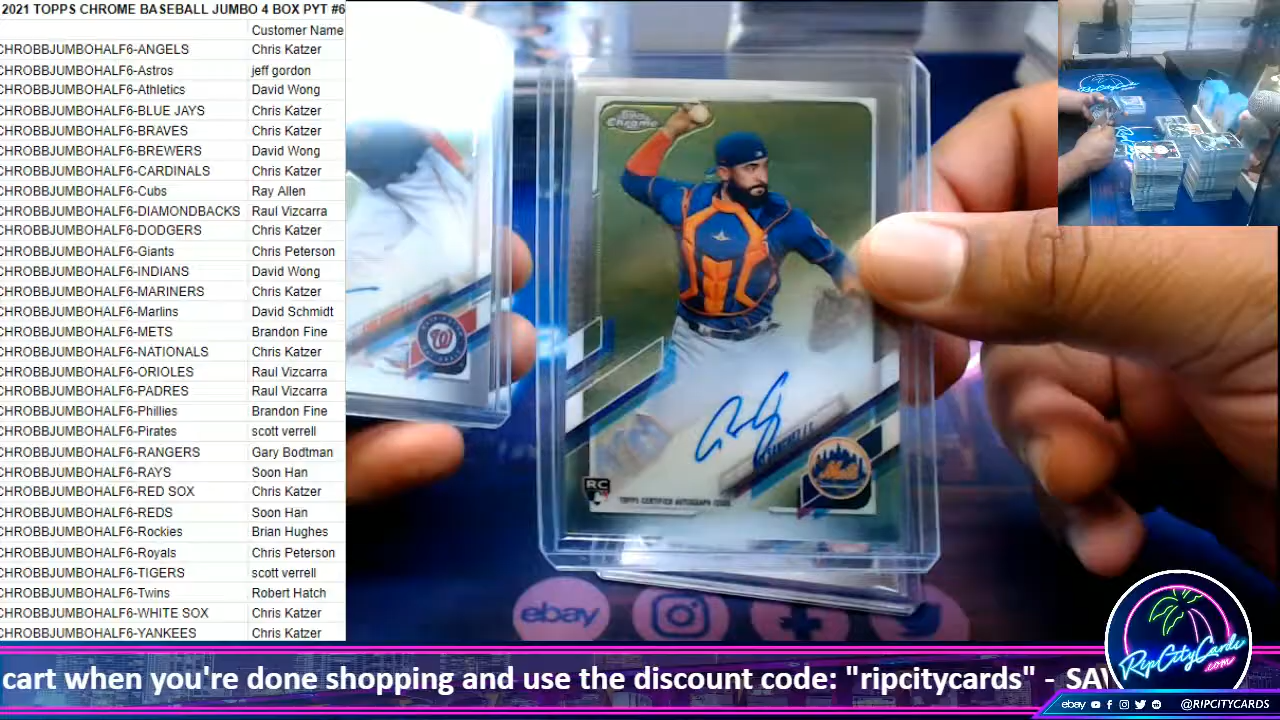 2021 TOPPS CHROME BASEBALL JUMBO 4 BOX PYT #6
Customer Name
CHROBBJUMBOHALF6-ANGELS Chris Katzer
CHROBBJUMBOHALF6-Astros jeff gordon
CHROBBJUMBOHALF6-Athletics David Wong
CHROBBJUMBOHALF6-BLUE JAYS Chris Katzer
CHROBBJUMBOHALF6-BRAVES Chris Katzer
CHROBBJUMBOHALF6-BREWERS David Wong
CHROBBJUMBOHALF6-CARDINALS Chris Katzer
CHROBBJUMBOHALF6-Cubs Ray Allen
CHROBBJUMBOHALF6-DIAMONDBACKS Raul Vizcarra
CHROBBJUMBOHALF6-DODGERS Chris Katzer
CHROBBJUMBOHALF6-Giants Chris Peterson
CHROBBJUMBOHALF6-INDIANS David Wong
CHROBBJUMBOHALF6-MARINERS Chris Katzer
CHROBBJUMBOHALF6-Marlins David Schmidt
CHROBBJUMBOHALF6-METS Brandon Fine
CHROBBJUMBOHALF6-NATIONALS Chris Katzer
CHROBBJUMBOHALF6-ORIOLES Raul Vizcarra
CHROBBJUMBOHALF6-PADRES Raul Vizcarra
CHROBBJUMBOHALF6-Phillies Brandon Fine
CHROBBJUMBOHALF6-Pirates scott verrell
CHROBBJUMBOHALF6-RANGERS Gary Bodtman
CHROBBJUMBOHALF6-RAYS Soon Han
CHROBBJUMBOHALF6-RED SOX Chris Katzer
CHROBBJUMBOHALF6-REDS Soon Han
CHROBBJUMBOHALF6-Rockies Brian Hughes
CHROBBJUMBOHALF6-Royals Chris Peterson
CHROBBJUMBOHALF6-TIGERS scott verrell
CHROBBJUMBOHALF6-Twins Robert Hatch
CHROBBJUMBOHALF6-WHITE SOX Chris Katzer
CHROBBJUMBOHALF6-YANKEES Chris Katzer
Topps Chrome
W
Mets
RC
TOPPS CERTIFIED AUTOGRAPH ISSUE
ebay
RipCityCards
.com
cart when you're done shopping and use the discount code: "ripcitycards" - SAV
ebay @RIPCITYCARDS